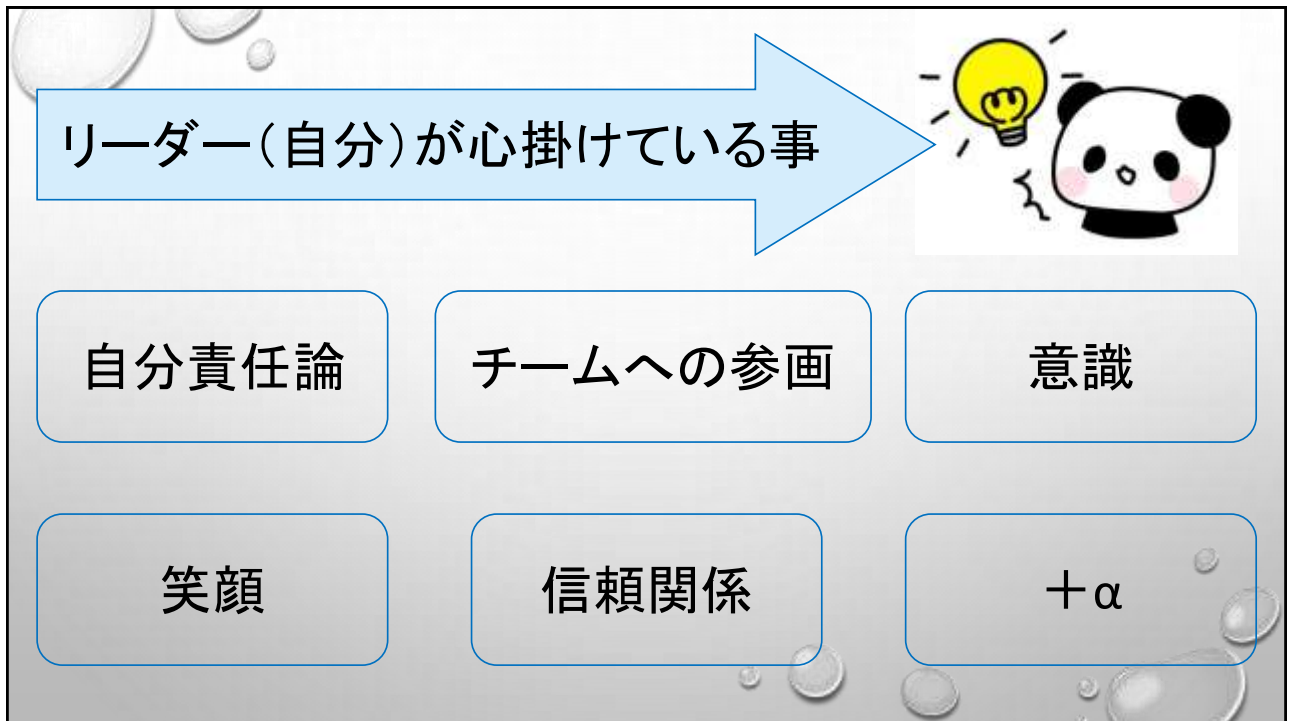 リーダー（自分）が心掛けている事
自分責任論
チームへの参画
意識
笑顔
信頼関係
＋α